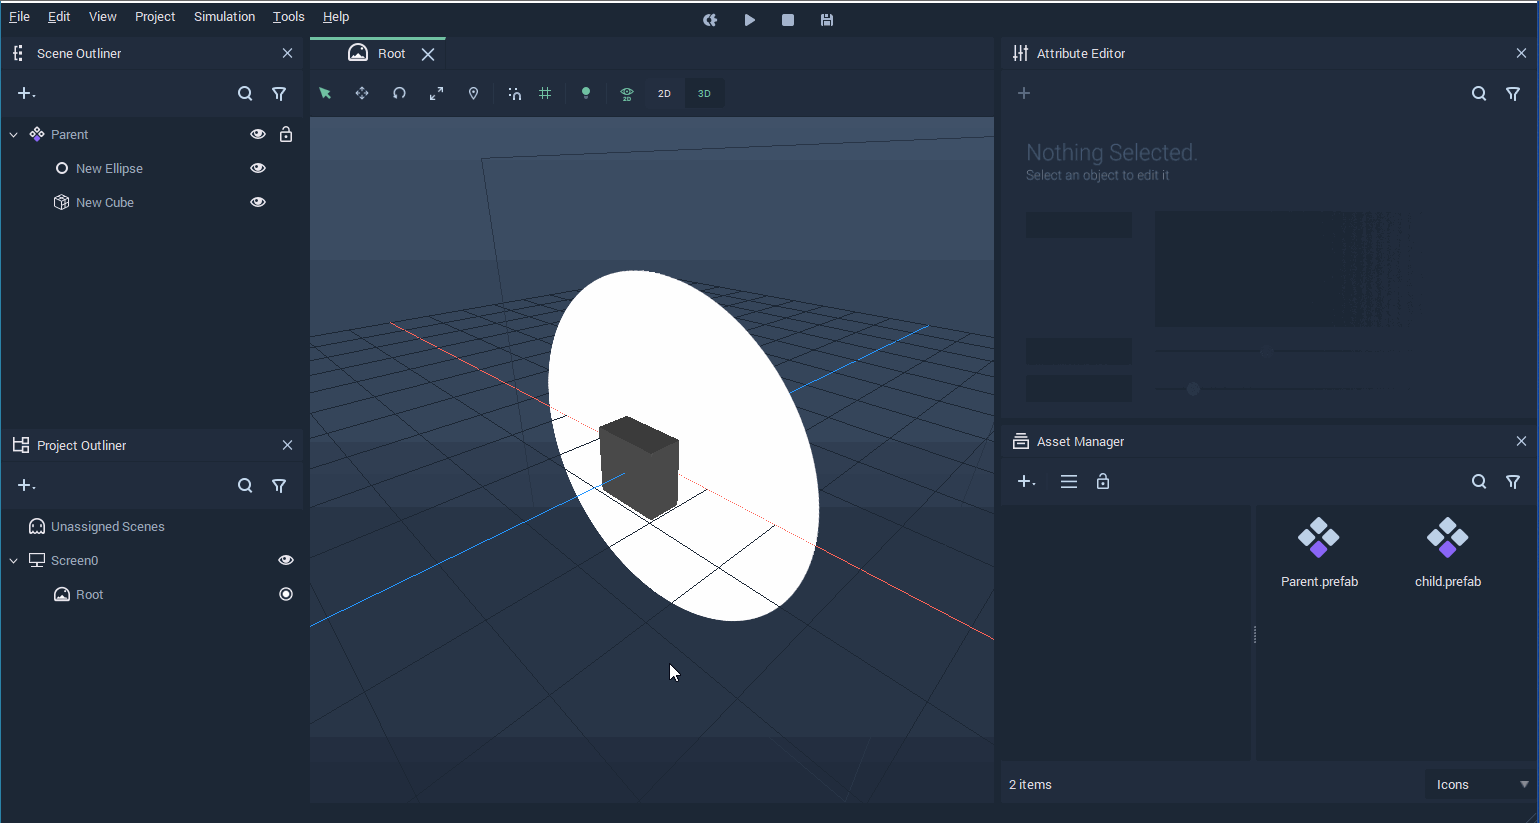 File Edit View Project Simulation Tools Help
Scene Outliner
Parent
New Ellipse
New Cube
Project Outliner
Unassigned Scenes
Screen0
Root
Root
2D 2D 3D
Attribute Editor
Nothing Selected.
Select an object to edit it
Asset Manager
Parent.prefab child.prefab
2 items Icons